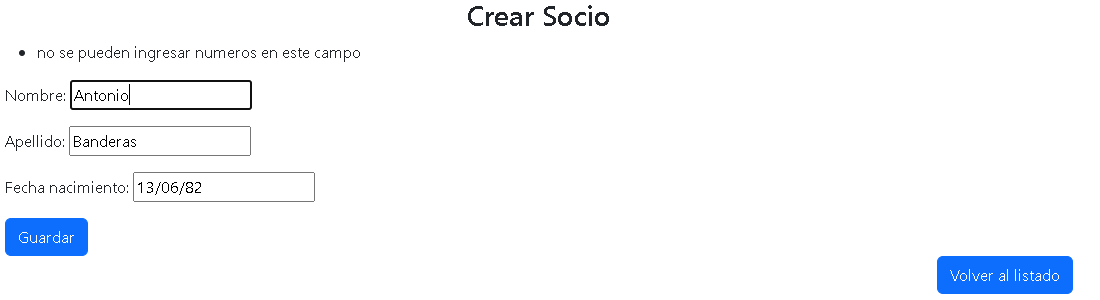 Crear Socio
no se pueden ingresar numeros en este campo
Nombre: Antonio
Apellido: Banderas
Fecha nacimiento: 13/06/82
Guardar
Volver al listado